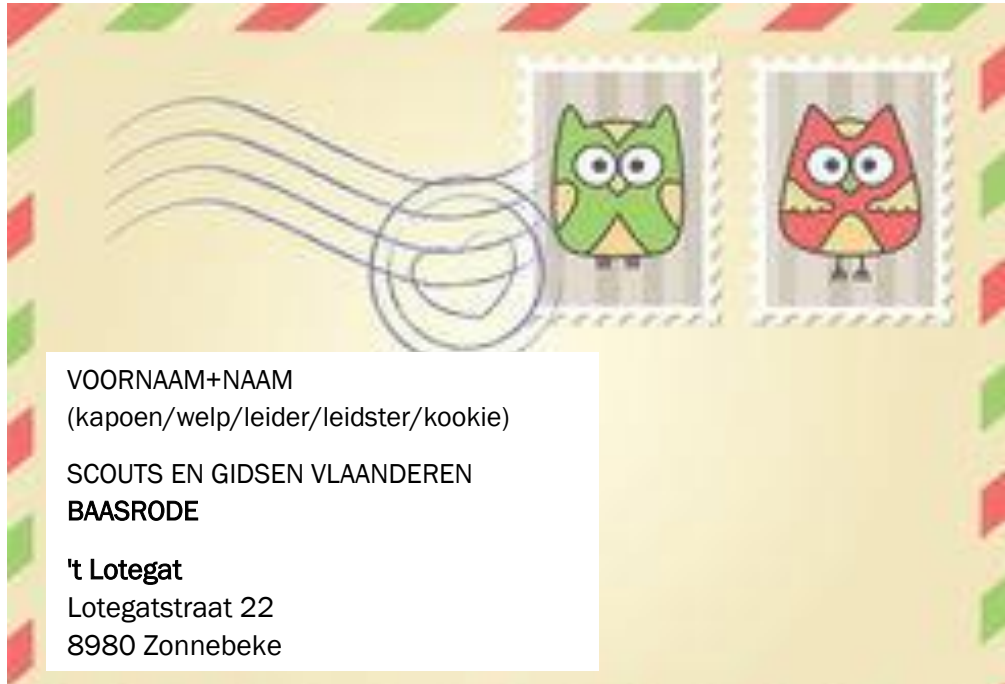 VOORNAAM+NAAM
(kapoen/welp/leider/leidster/kookie)
SCOUTS EN GIDSEN VLAANDEREN
BAASRODE
't Lotegat
Lotegatstraat 22
8980 Zonnebeke